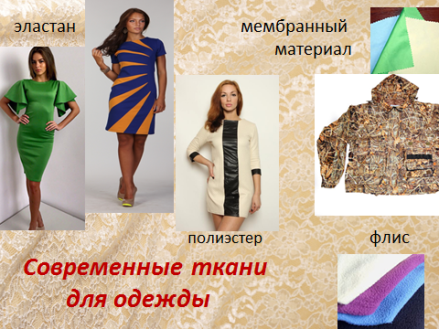 эластан
мембранный
материал
полиэстер
флис
Современные ткани
для одежды